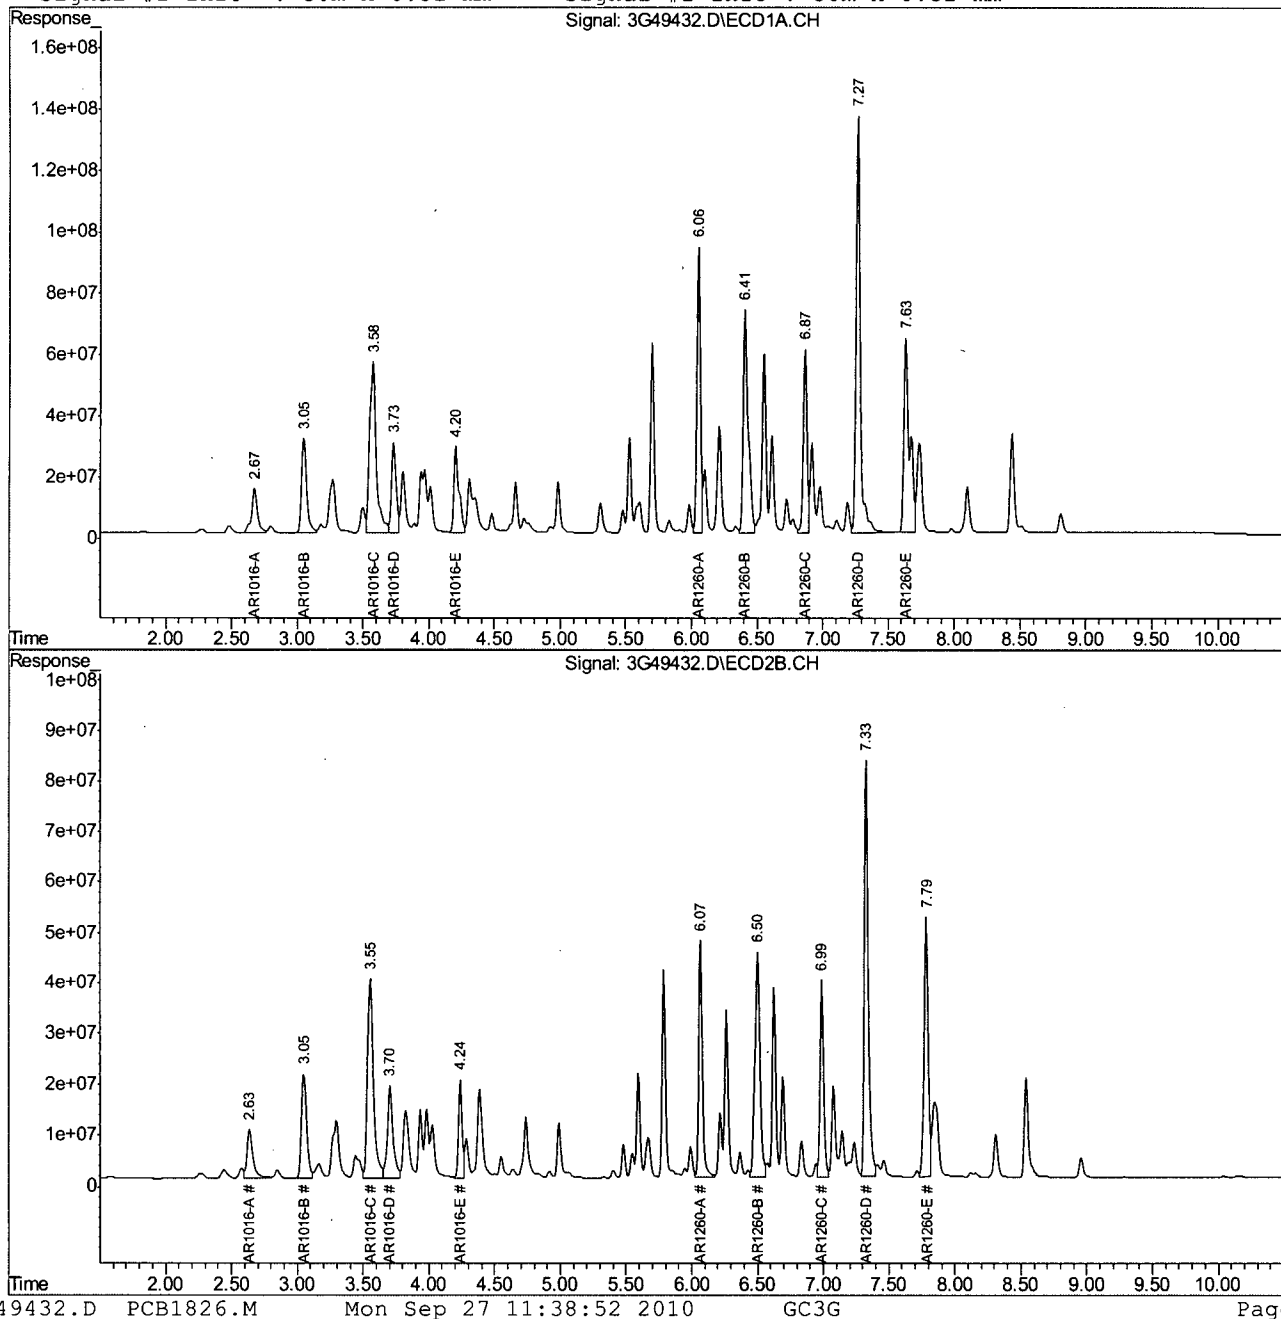 Response_
Signal: 3G49432.D\ECD1A.CH
1.6e+08
1.4e+08
1.2e+08
1e+08
8e+07
6e+07
4e+07
2e+07
0
2.67
3.05
3.58
3.73
4.20
6.06
6.41
6.87
7.27
7.63
AR1016-A
AR1016-B
AR1016-C
AR1016-D
AR1016-E
AR1260-A
AR1260-B
AR1260-C
AR1260-D
AR1260-E
Time
2.00 2.50 3.00 3.50 4.00 4.50 5.00 5.50 6.00 6.50 7.00 7.50 8.00 8.50 9.00 9.50 10.00
Response_
Signal: 3G49432.D\ECD2B.CH
1e+08
9e+07
8e+07
7e+07
6e+07
5e+07
4e+07
3e+07
2e+07
1e+07
0
2.63
3.05
3.55
3.70
4.24
6.07
6.50
6.99
7.33
7.79
AR1016-A #
AR1016-B #
AR1016-C #
AR1016-D #
AR1016-E #
AR1260-A #
AR1260-B #
AR1260-C #
AR1260-D #
AR1260-E #
Time
2.00 2.50 3.00 3.50 4.00 4.50 5.00 5.50 6.00 6.50 7.00 7.50 8.00 8.50 9.00 9.50 10.00
49432.D PCB1826.M Mon Sep 27 11:38:52 2010 GC3G Page